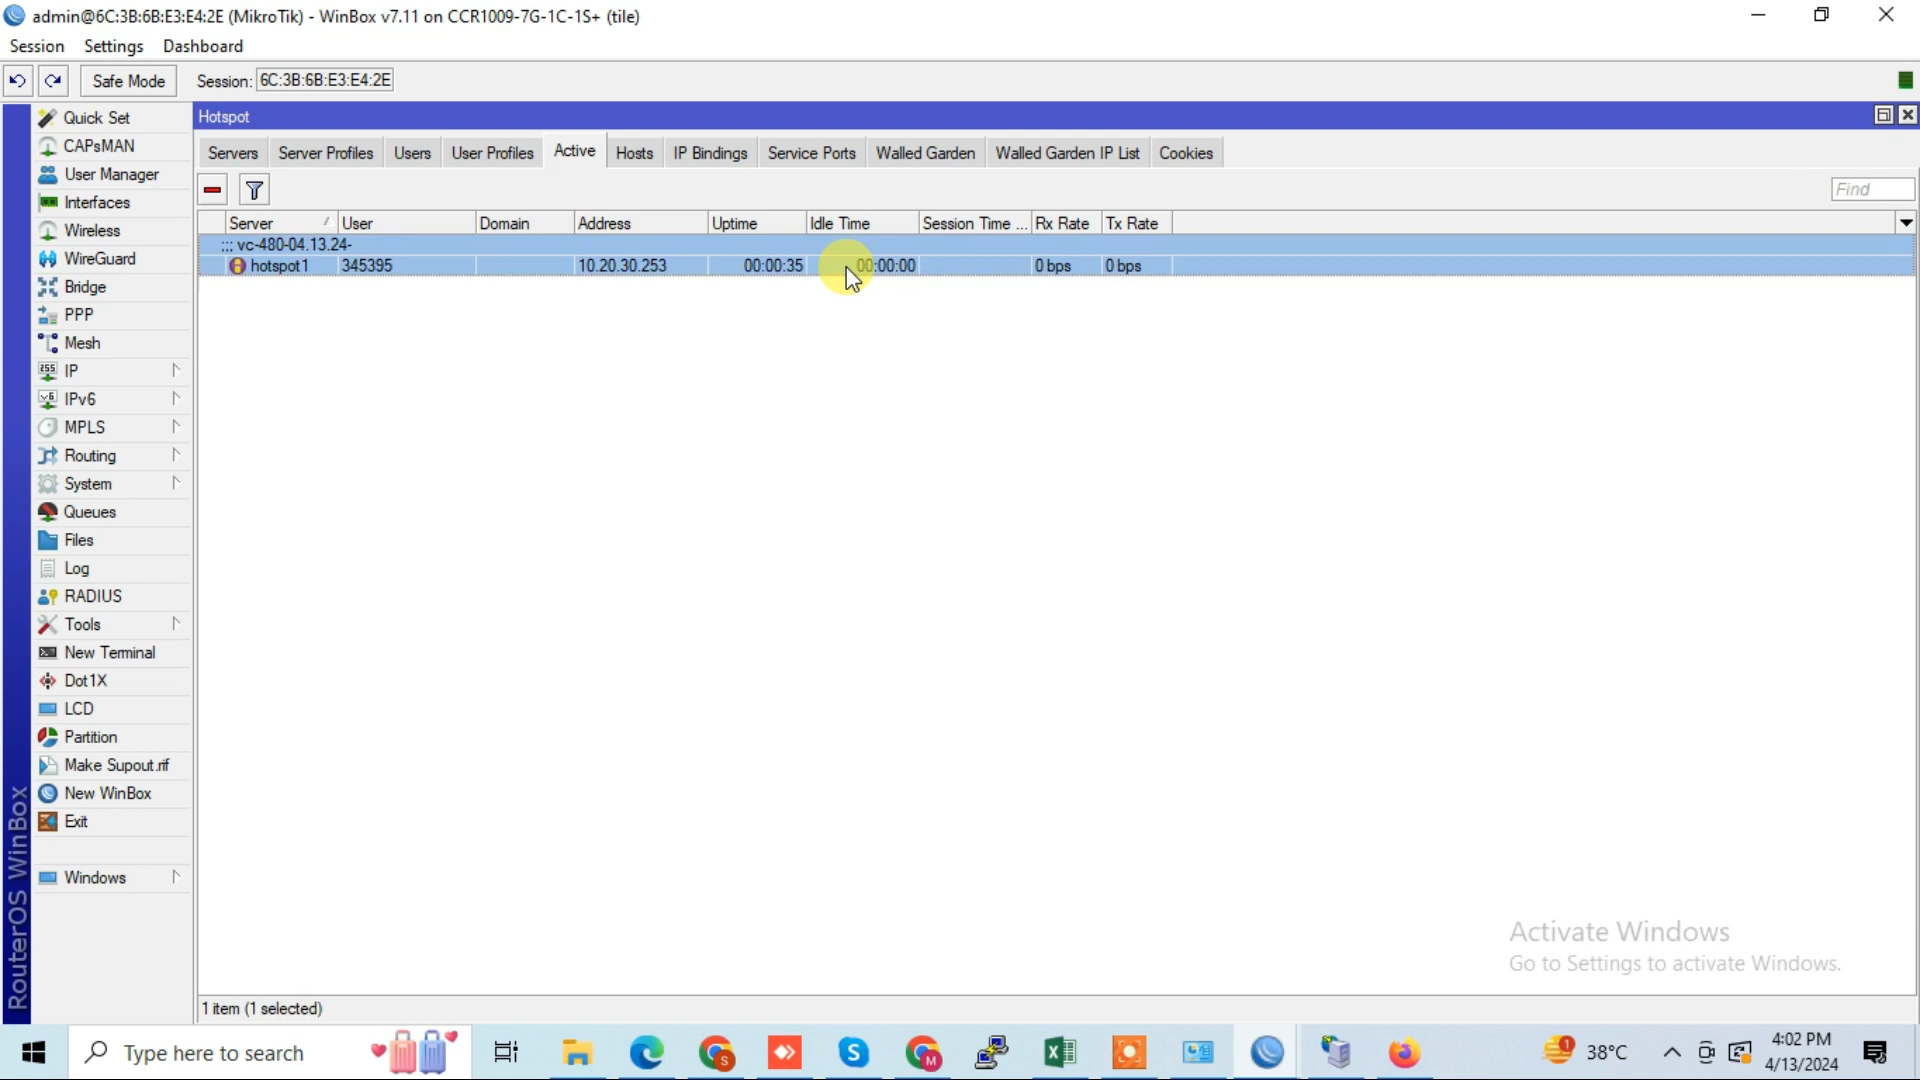 admin@6C:3B:6B:E3:E4:2E (MikroTik) - WinBox v7.11 on CCR1009-7G-1C-1S+ (tile)
Session Settings Dashboard
Safe Mode Session: 6C:3B:6B:E3:E4:2E
Hotspot
Servers Server Profiles Users User Profiles Active Hosts IP Bindings Service Ports Walled Garden Walled Garden IP List Cookies
Find
Server User Domain Address Uptime Idle Time Session Time ... Rx Rate Tx Rate
::: vc-480-04.13.24-
hotspot1 345395 10.20.30.253 00:00:35 00:00:00 0 bps 0 bps
Quick Set
CAPsMAN
User Manager
Interfaces
Wireless
WireGuard
Bridge
PPP
Mesh
IP
IPv6
MPLS
Routing
System
Queues
Files
Log
RADIUS
Tools
New Terminal
Dot1X
LCD
Partition
Make Supout.rif
New WinBox
Exit
Windows
RouterOS WinBox
Activate Windows
Go to Settings to activate Windows.
1 item (1 selected)
Type here to search
38°C
4:02 PM
4/13/2024